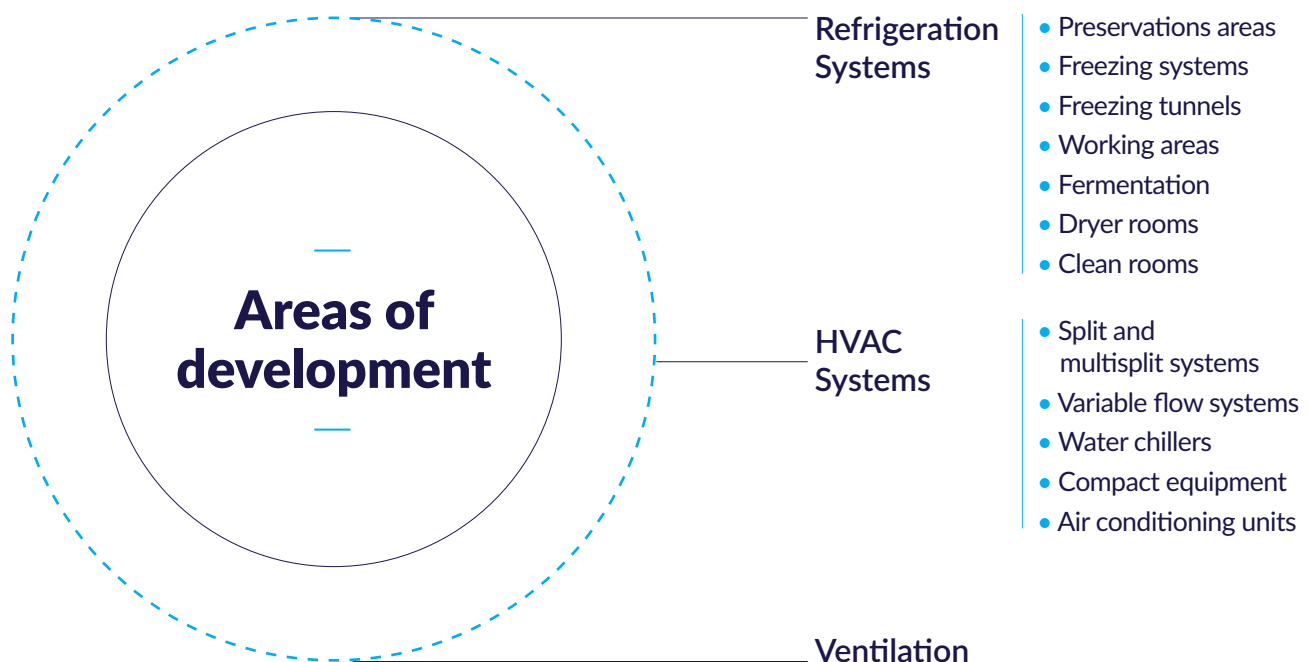 Areas of
development
Refrigeration
Systems
• Preservations areas
• Freezing systems
• Freezing tunnels
• Working areas
• Fermentation
• Dryer rooms
• Clean rooms
HVAC
Systems
• Split and
multisplit systems
• Variable flow systems
• Water chillers
• Compact equipment
• Air conditioning units
Ventilation